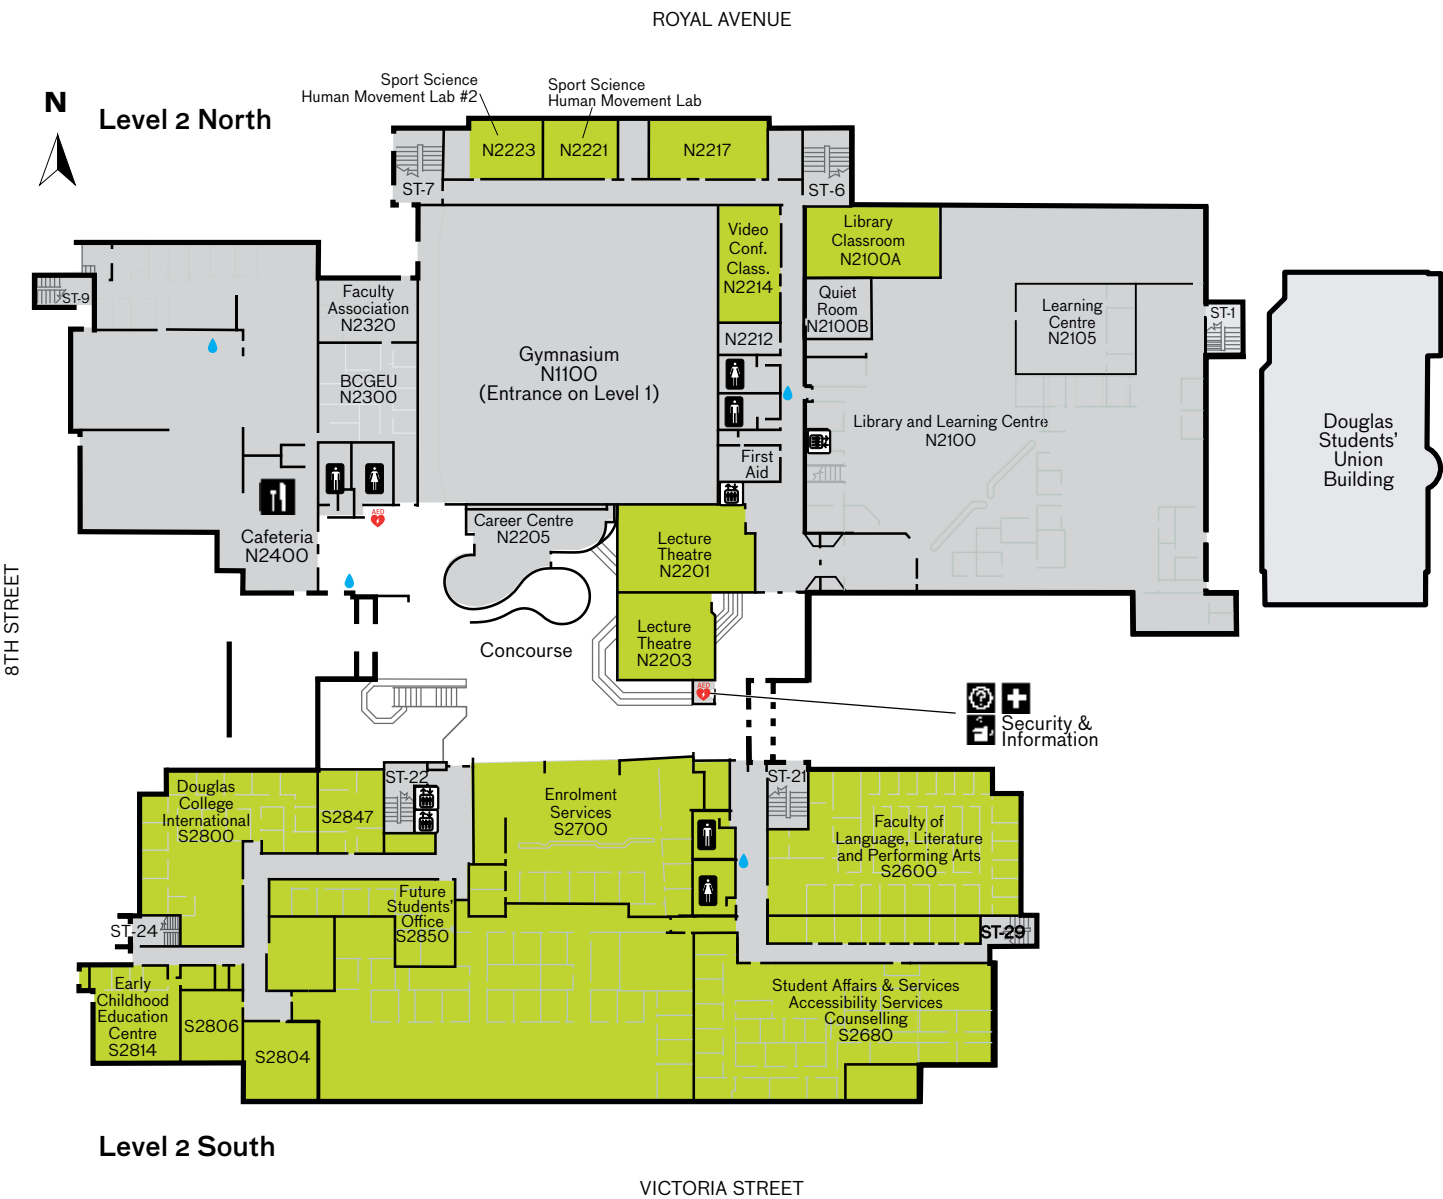 ROYAL AVENUE
N
Level 2 North
Sport Science
Human Movement Lab #2
Sport Science
Human Movement Lab
N2223
N2221
N2217
ST-7
ST-6
Video
Conf.
Class.
N2214
Library
Classroom
N2100A
ST-9
Faculty
Association
N2320
Quiet
Room
N2100B
Learning
Centre
N2105
ST-1
N2212
Gymnasium
N1100
(Entrance on Level 1)
BCGEU
N2300
Library and Learning Centre
N2100
Douglas
Students'
Union
Building
First
Aid
AED
Cafeteria
N2400
Career Centre
N2205
Lecture
Theatre
N2201
8TH STREET
Lecture
Theatre
N2203
Concourse
AED
Security &
Information
Douglas
College
International
S2800
S2847
ST-22
Enrolment
Services
S2700
ST-21
Faculty of
Language, Literature
and Performing Arts
S2600
Future
Students'
Office
S2850
ST-24
ST-29
Early
Childhood
Education
Centre
S2814
S2806
S2804
Student Affairs & Services
Accessibility Services
Counselling
S2680
Level 2 South
VICTORIA STREET